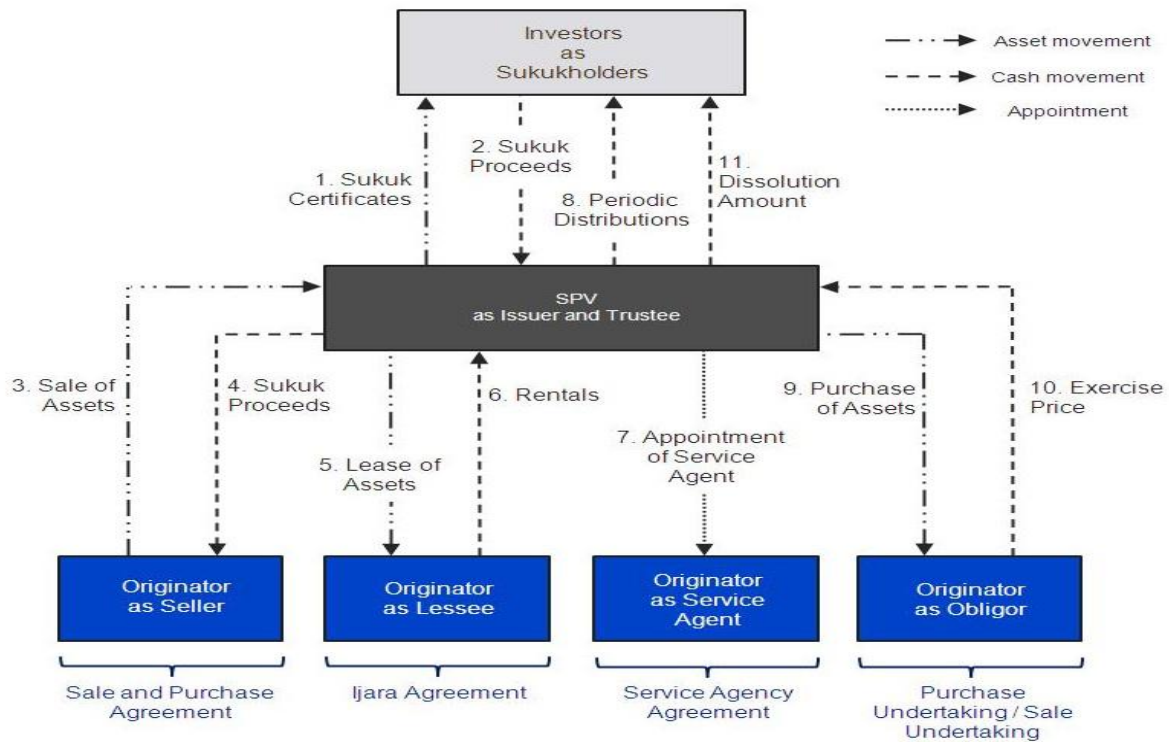 Investors
as
Sukukholders
Asset movement
Cash movement
Appointment
1. Sukuk
Certificates
2. Sukuk
Proceeds
8. Periodic
Distributions
11.
Dissolution
Amount
SPV
as Issuer and Trustee
3. Sale of
Assets
4. Sukuk
Proceeds
5. Lease of
Assets
6. Rentals
7. Appointment
of Service
Agent
9. Purchase
of Assets
10. Exercise
Price
Originator
as Seller
Originator
as Lessee
Originator
as Service
Agent
Originator
as Obligor
Sale and Purchase
Agreement
Ijara Agreement
Service Agency
Agreement
Purchase
Undertaking / Sale
Undertaking